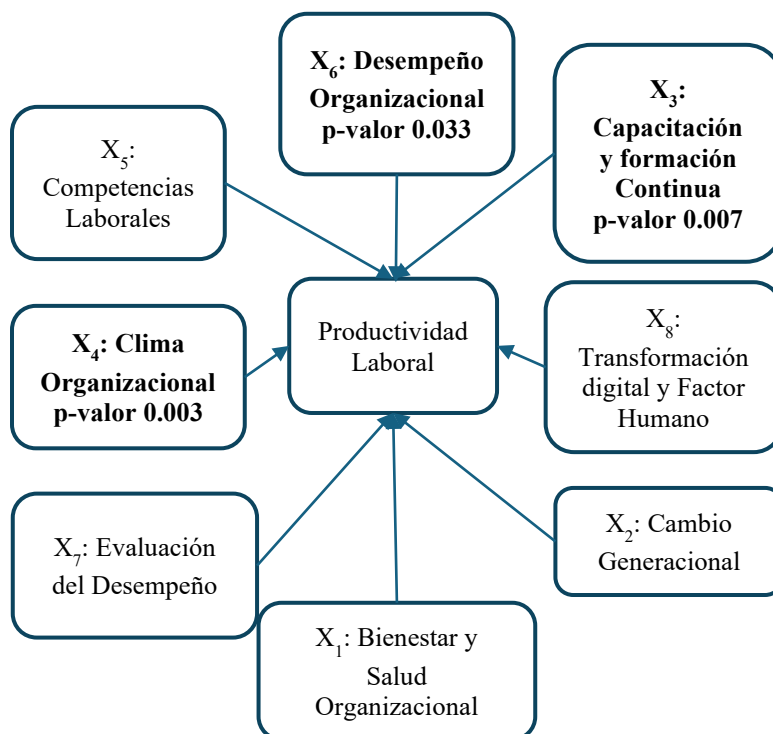 X₆: Desempeño
Organizacional
p-valor 0.033
X₃:
Capacitación
y formación
Continua
p-valor 0.007
X₅:
Competencias
Laborales
Productividad
Laboral
X₄: Clima
Organizacional
p-valor 0.003
X₈:
Transformación
digital y Factor
Humano
X₇: Evaluación
del Desempeño
X₂: Cambio
Generacional
X₁: Bienestar y
Salud
Organizacional